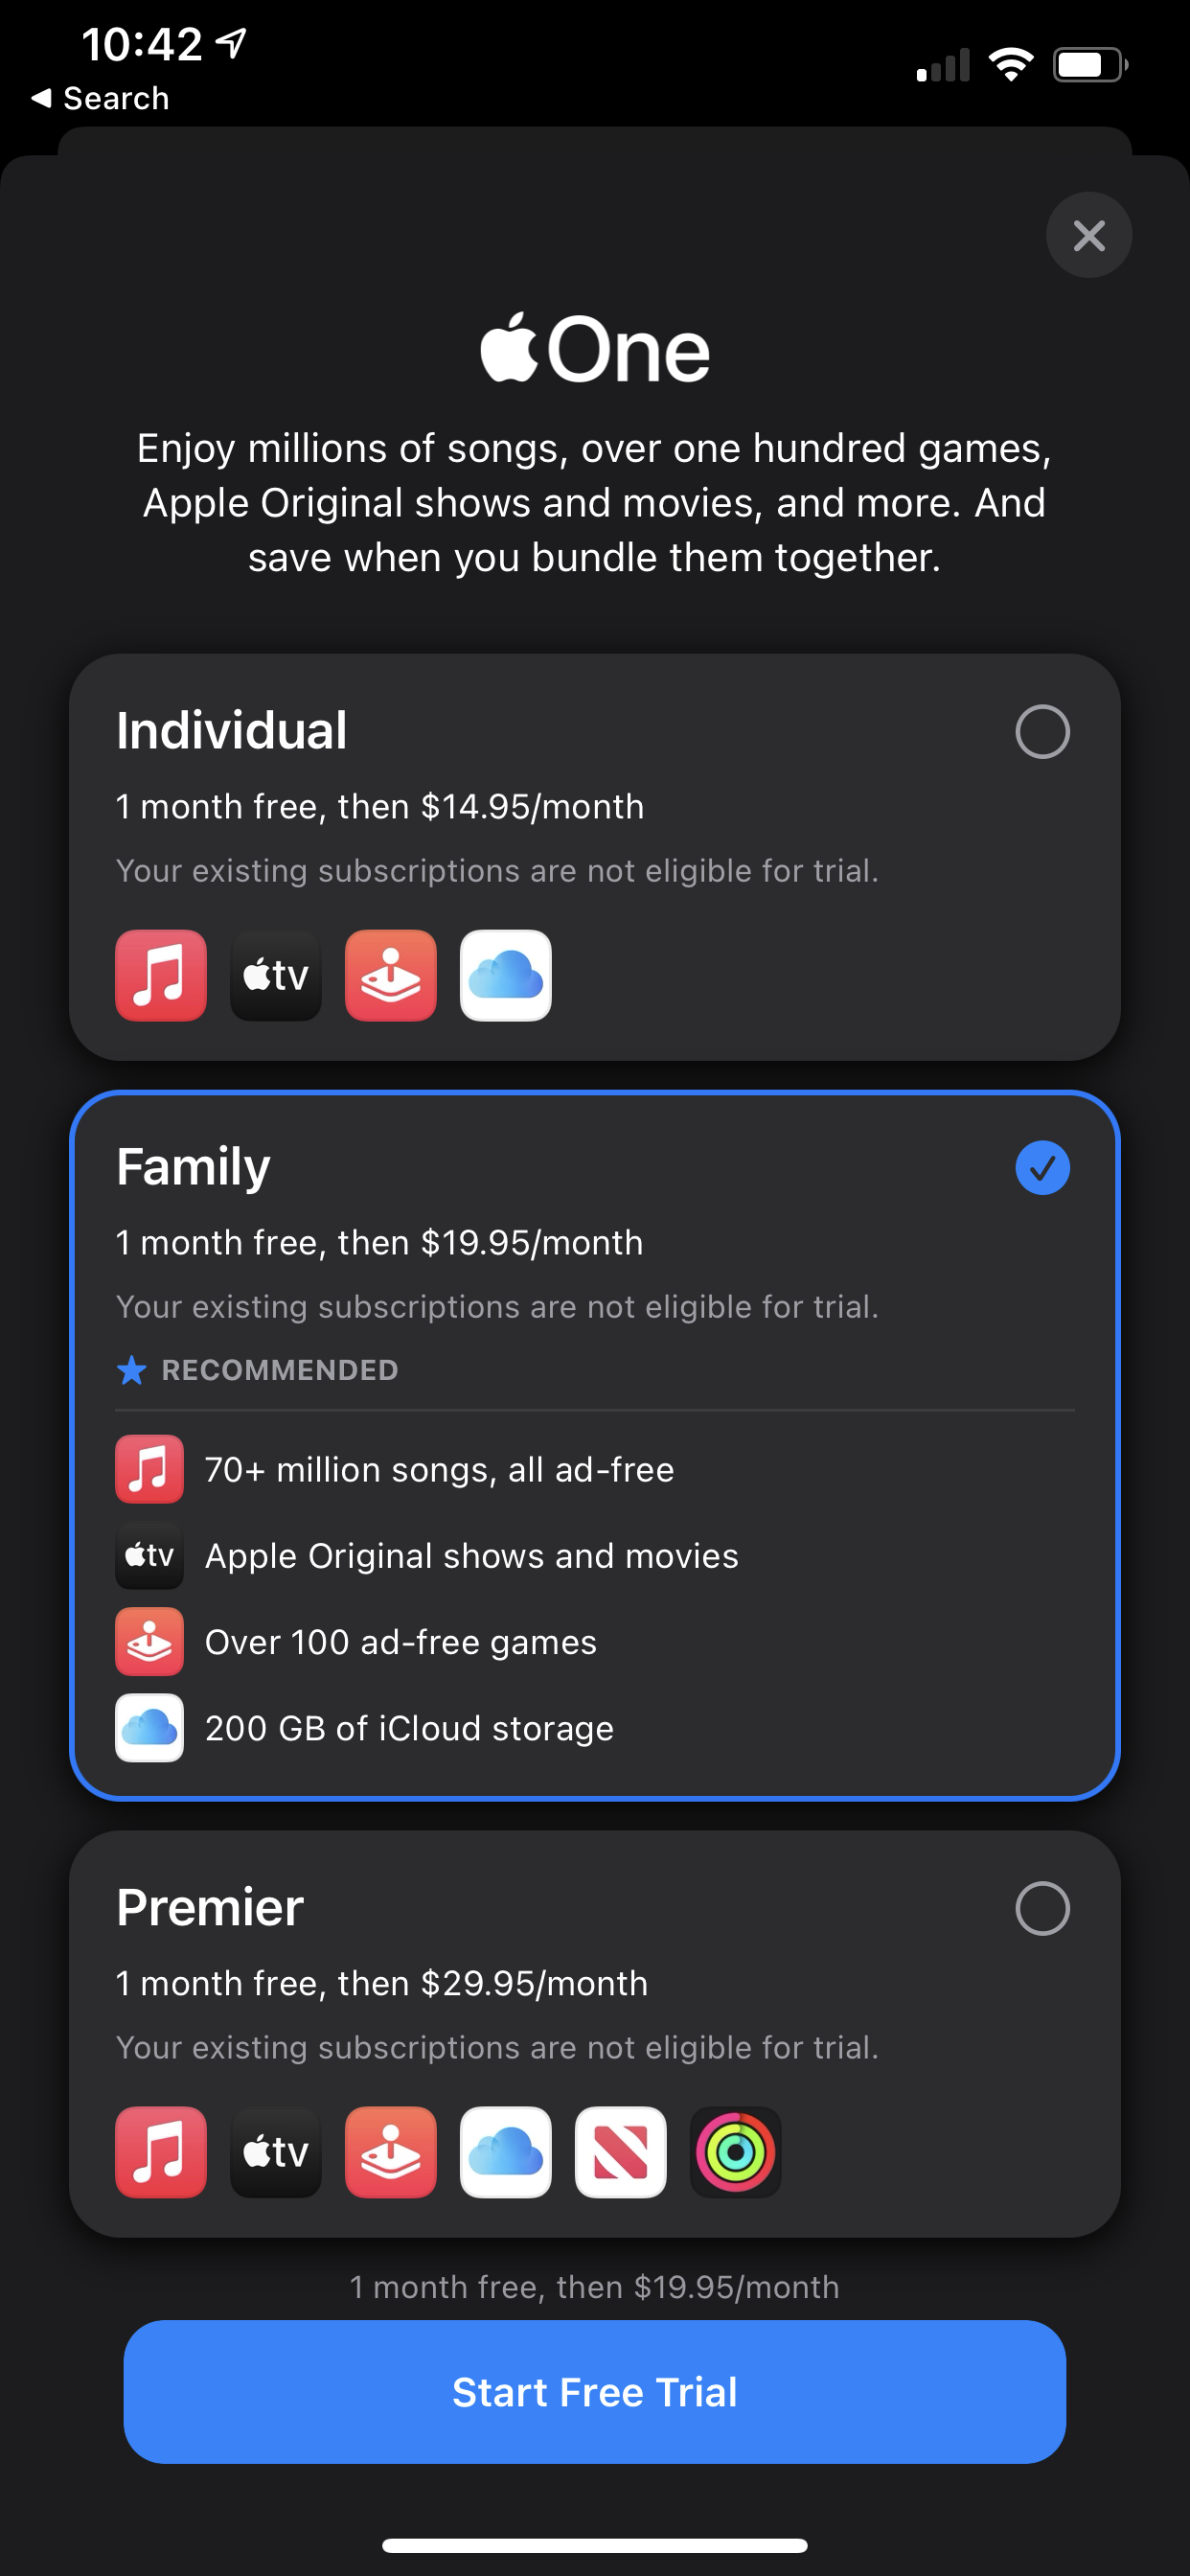 10:42
Search
One
Enjoy millions of songs, over one hundred games,
Apple Original shows and movies, and more. And
save when you bundle them together.
Individual
1 month free, then $14.95/month
Your existing subscriptions are not eligible for trial.
tv
Family
1 month free, then $19.95/month
Your existing subscriptions are not eligible for trial.
RECOMMENDED
70+ million songs, all ad-free
tv Apple Original shows and movies
Over 100 ad-free games
200 GB of iCloud storage
Premier
1 month free, then $29.95/month
Your existing subscriptions are not eligible for trial.
tv
1 month free, then $19.95/month
Start Free Trial